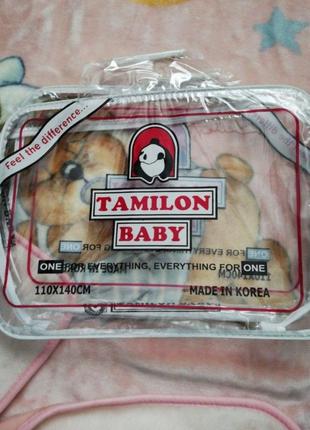 Feel the difference...
TAMILON
BABY
ONE FOR EVERYTHING, EVERYTHING FOR ONE
110X140CM
MADE IN KOREA